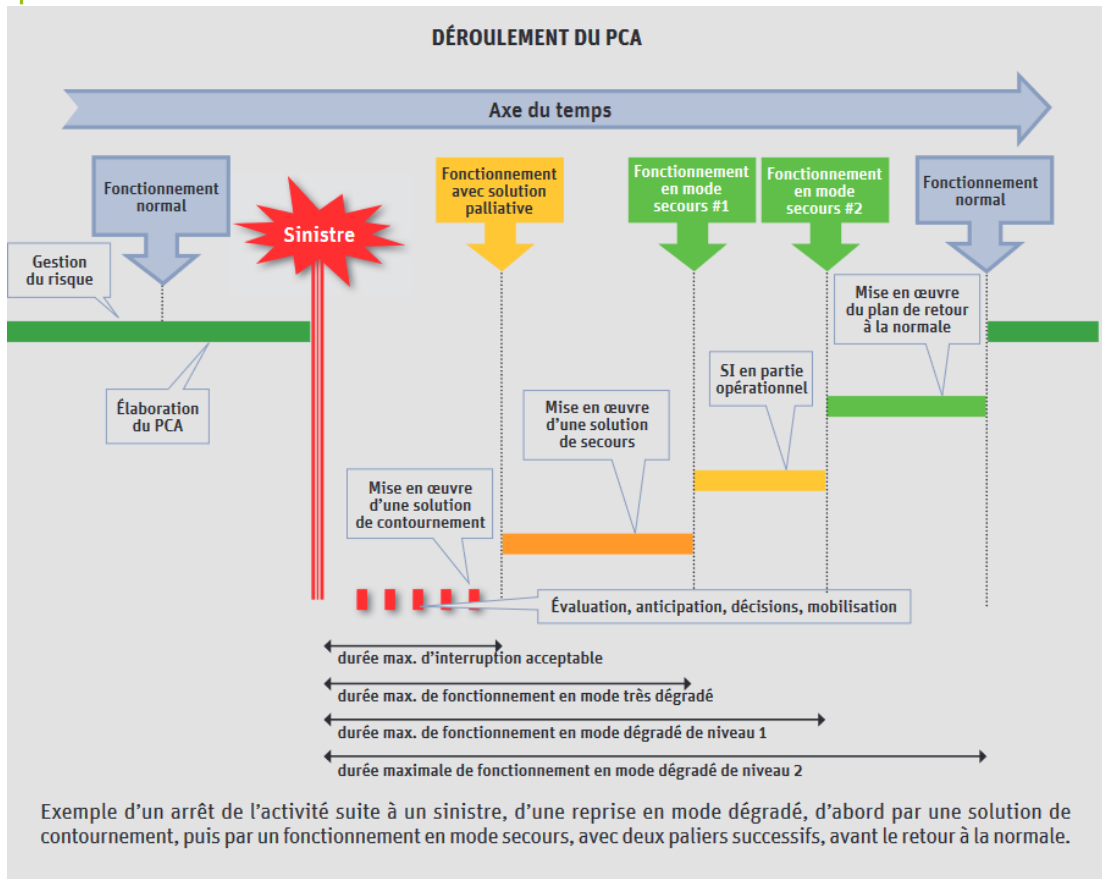 DÉROULEMENT DU PCA
Axe du temps
Fonctionnement
normal
Sinistre
Fonctionnement
avec solution
palliative
Fonctionnement
en mode
secours #1
Fonctionnement
en mode
secours #2
Fonctionnement
normal
Gestion
du risque
Élaboration
du PCA
Mise en œuvre
du plan de retour
à la normale
SI en partie
opérationnel
Mise en œuvre
d'une solution
de secours
Mise en œuvre
d'une solution
de contournement
Évaluation, anticipation, décisions, mobilisation
durée max. d'interruption acceptable
durée max. de fonctionnement en mode très dégradé
durée max. de fonctionnement en mode dégradé de niveau 1
durée maximale de fonctionnement en mode dégradé de niveau 2
Exemple d'un arrêt de l'activité suite à un sinistre, d'une reprise en mode dégradé, d'abord par une solution de
contournement, puis par un fonctionnement en mode secours, avec deux paliers successifs, avant le retour à la normale.